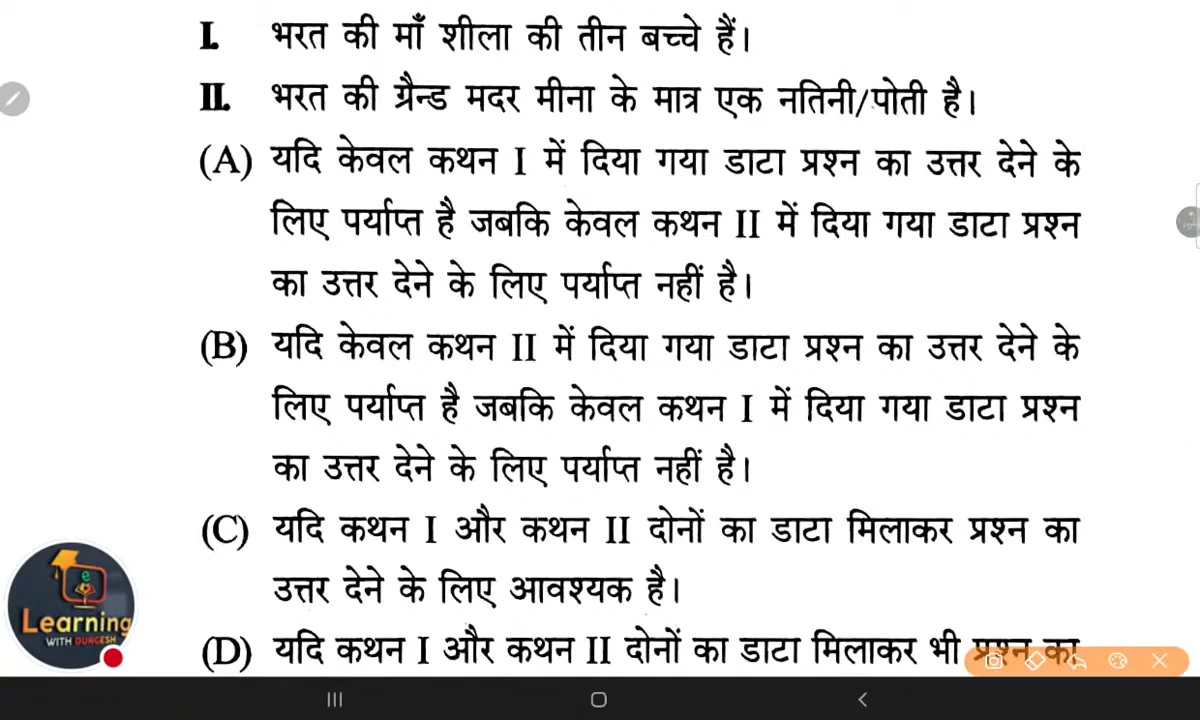 I. भरत की माँ शीला की तीन बच्चे हैं।
II. भरत की ग्रैन्ड मदर मीना के मात्र एक नतिनी/पोती है।
(A) यदि केवल कथन I में दिया गया डाटा प्रश्न का उत्तर देने के
लिए पर्याप्त है जबकि केवल कथन II में दिया गया डाटा प्रश्न
का उत्तर देने के लिए पर्याप्त नहीं है।
(B) यदि केवल कथन II में दिया गया डाटा प्रश्न का उत्तर देने के
लिए पर्याप्त है जबकि केवल कथन I में दिया गया डाटा प्रश्न
का उत्तर देने के लिए पर्याप्त नहीं है।
(C) यदि कथन I और कथन II दोनों का डाटा मिलाकर प्रश्न का
उत्तर देने के लिए आवश्यक है।
(D) यदि कथन I और कथन II दोनों का डाटा मिलाकर भी प्रश्न का
e
Learning
WITH DURGESH